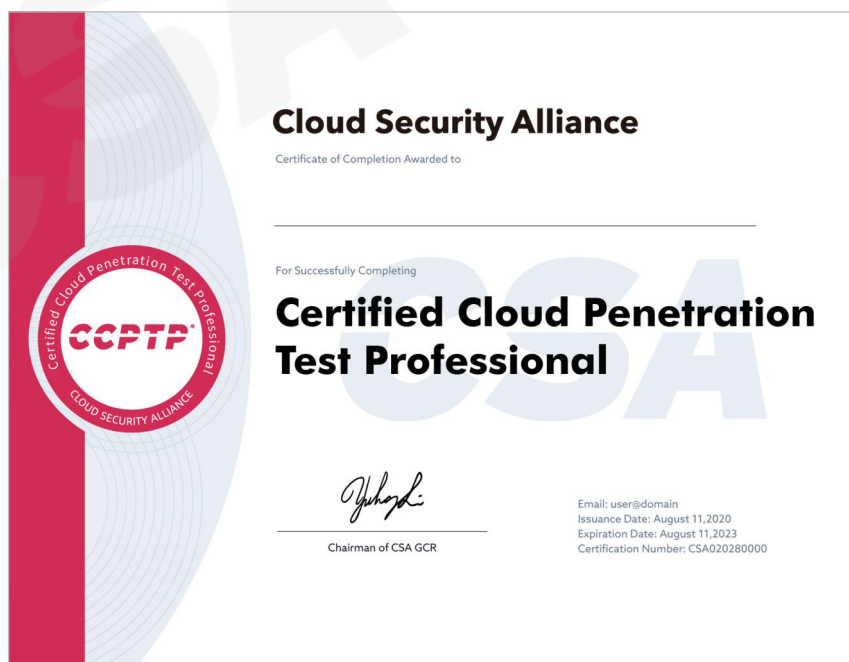 Cloud Security Alliance
Certificate of Completion Awarded to
For Successfully Completing
Certified Cloud Penetration
Test Professional
CSA
Certified Cloud Penetration Test Professional
CCPTP®
CLOUD SECURITY ALLIANCE
Chairman of CSA GCR
Email: user@domain
Issuance Date: August 11,2020
Expiration Date: August 11,2023
Certification Number: CSA020280000